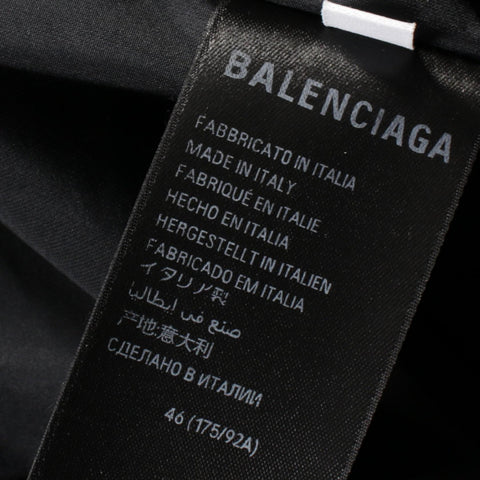 BALENCIAGA
FABBRICATO IN ITALIA
MADE IN ITALY
FABRIQUÉ EN ITALIE
HECHO EN ITALIA
HERGESTELLT IN ITALIEN
FABRICADO EM ITALIA
イタリア製
صنع في إيطاليا
产地:意大利
СДЕЛАНО В ИТАЛИИ
46 (175/92A)